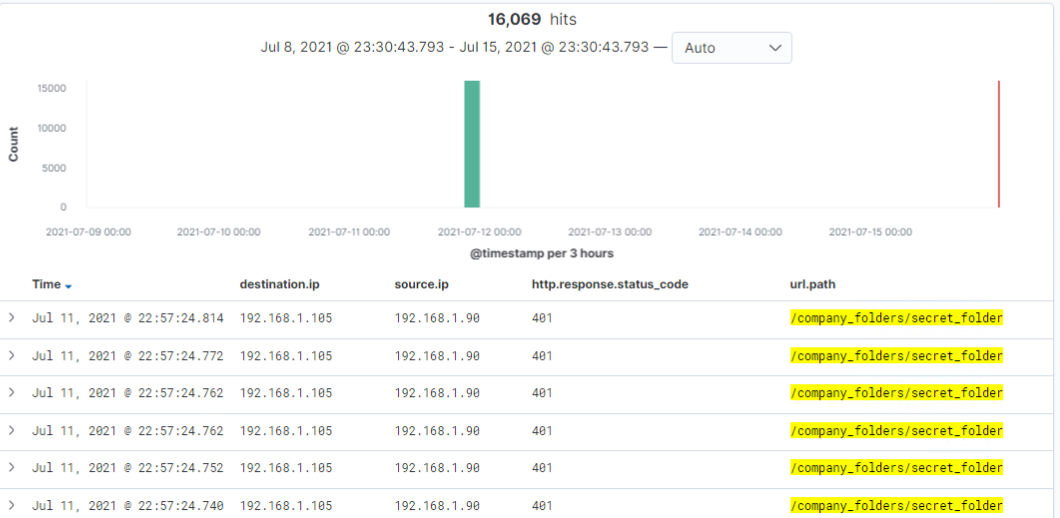 16,069 hits
Jul 8, 2021 @ 23:30:43.793 - Jul 15, 2021 @ 23:30:43.793 — Auto
15000
10000
5000
0
Count
2021-07-09 00:00 2021-07-10 00:00 2021-07-11 00:00 2021-07-12 00:00 2021-07-13 00:00 2021-07-14 00:00 2021-07-15 00:00
@timestamp per 3 hours
Time destination.ip source.ip http.response.status_code url.path
Jul 11, 2021 @ 22:57:24.814 192.168.1.105 192.168.1.90 401 /company_folders/secret_folder
Jul 11, 2021 @ 22:57:24.772 192.168.1.105 192.168.1.90 401 /company_folders/secret_folder
Jul 11, 2021 @ 22:57:24.762 192.168.1.105 192.168.1.90 401 /company_folders/secret_folder
Jul 11, 2021 @ 22:57:24.762 192.168.1.105 192.168.1.90 401 /company_folders/secret_folder
Jul 11, 2021 @ 22:57:24.752 192.168.1.105 192.168.1.90 401 /company_folders/secret_folder
Jul 11, 2021 @ 22:57:24.740 192.168.1.105 192.168.1.90 401 /company_folders/secret_folder